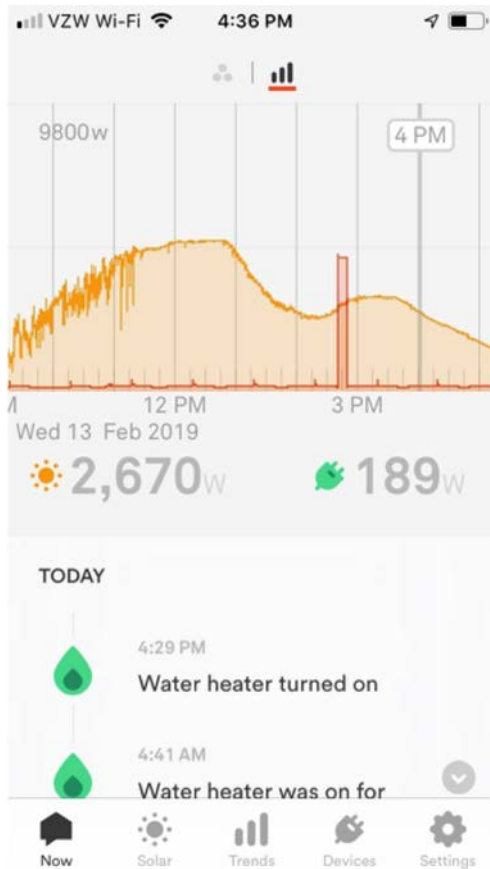 VZW Wi-Fi 4:36 PM
9800w 4 PM
12 PM 3 PM
Wed 13 Feb 2019
2,670W 189W
TODAY
4:29 PM
Water heater turned on
4:41 AM
Water heater was on for
Now Solar Trends Devices Settings